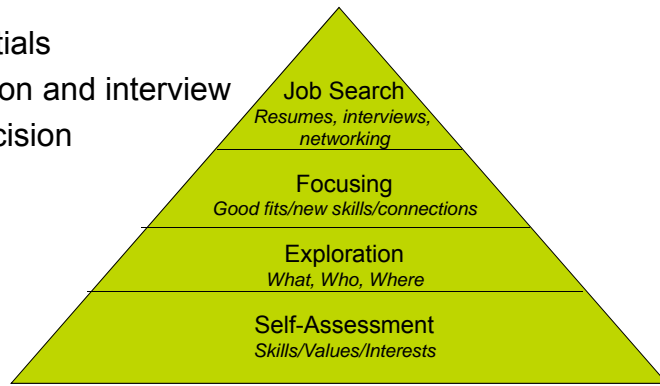 tials
on and interview
cision
Job Search
Resumes, interviews,
networking
Focusing
Good fits/new skills/connections
Exploration
What, Who, Where
Self-Assessment
Skills/Values/Interests